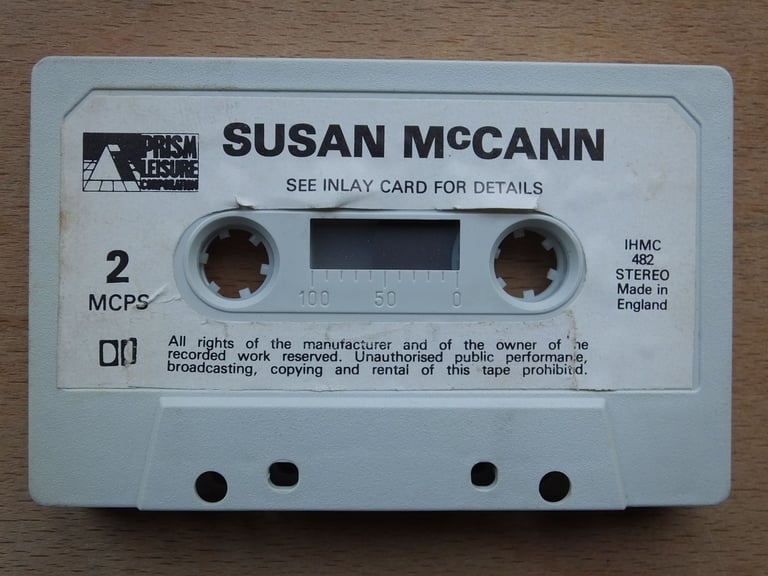 PRISM
LEISURE
CORPORATION
SUSAN McCANN
SEE INLAY CARD FOR DETAILS
2
MCPS
100 50 0
IHMC
482
STEREO
Made in
England
All rights of the manufacturer and of the owner of he
recorded work reserved. Unauthorised public performane,
broadcasting, copying and rental of this tape prohibitd.